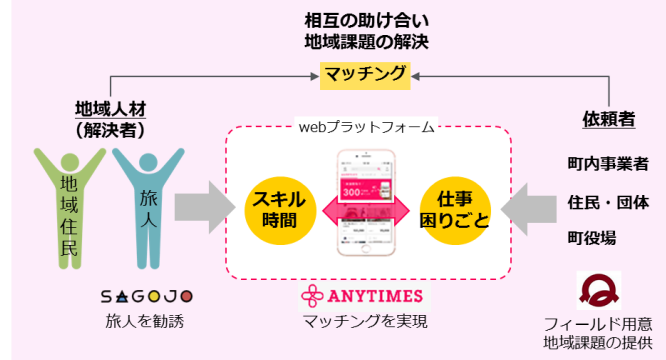 相互の助け合い
地域課題の解決
マッチング
地域人材
(解決者)
依頼者
webプラットフォーム
地域住民
旅人
スキル
時間
300
仕事
困りごと
町内事業者
住民・団体
町役場
SAGOJO
旅人を勧誘
ANYTIMES
マッチングを実現
フィールド用意
地域課題の提供